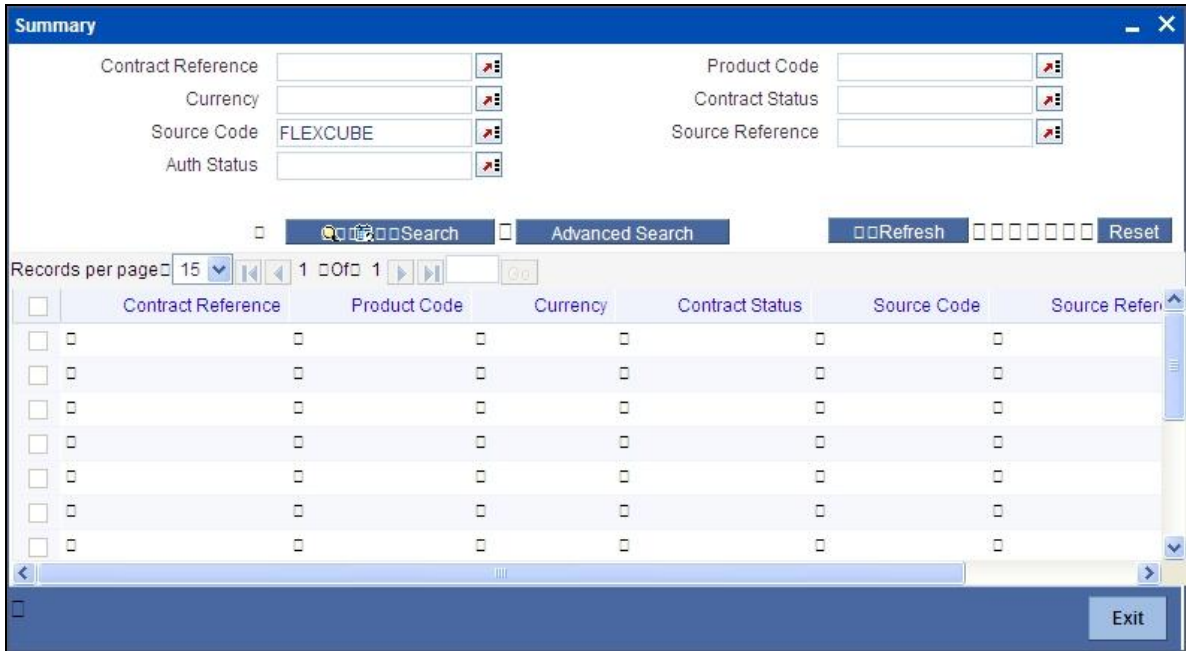 Summary
Contract Reference Product Code
Currency Contract Status
Source Code FLEXCUBE Source Reference
Auth Status
Search Advanced Search Refresh Reset
Records per page 15 1 Of 1 Go
Contract Reference Product Code Currency Contract Status Source Code Source Refere
Exit